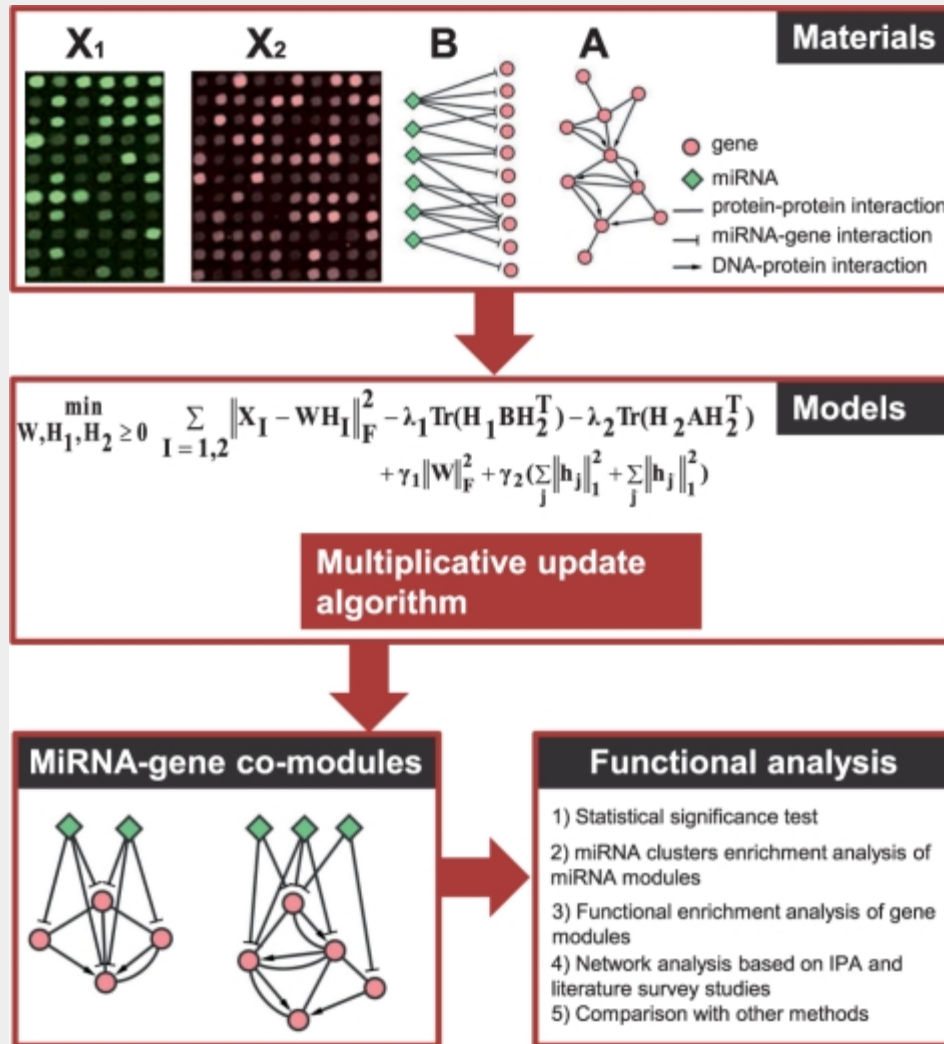 X1 X2 B A Materials
gene
miRNA
protein-protein interaction
miRNA-gene interaction
DNA-protein interaction
Models
min
W,H₁,H₂ ≥ 0 Σ I = 1,2 ‖X_I − WH_I‖²_F − λ₁Tr(H₁BH₂ᵀ) − λ₂Tr(H₂AH₂ᵀ)
+ γ₁‖W‖²_F + γ₂(Σ_j ‖h_j‖²₁ + Σ_j ‖h_j‖²₁)
Multiplicative update
algorithm
MiRNA-gene co-modules
Functional analysis
1) Statistical significance test
2) miRNA clusters enrichment analysis of
miRNA modules
3) Functional enrichment analysis of gene
modules
4) Network analysis based on IPA and
literature survey studies
5) Comparison with other methods